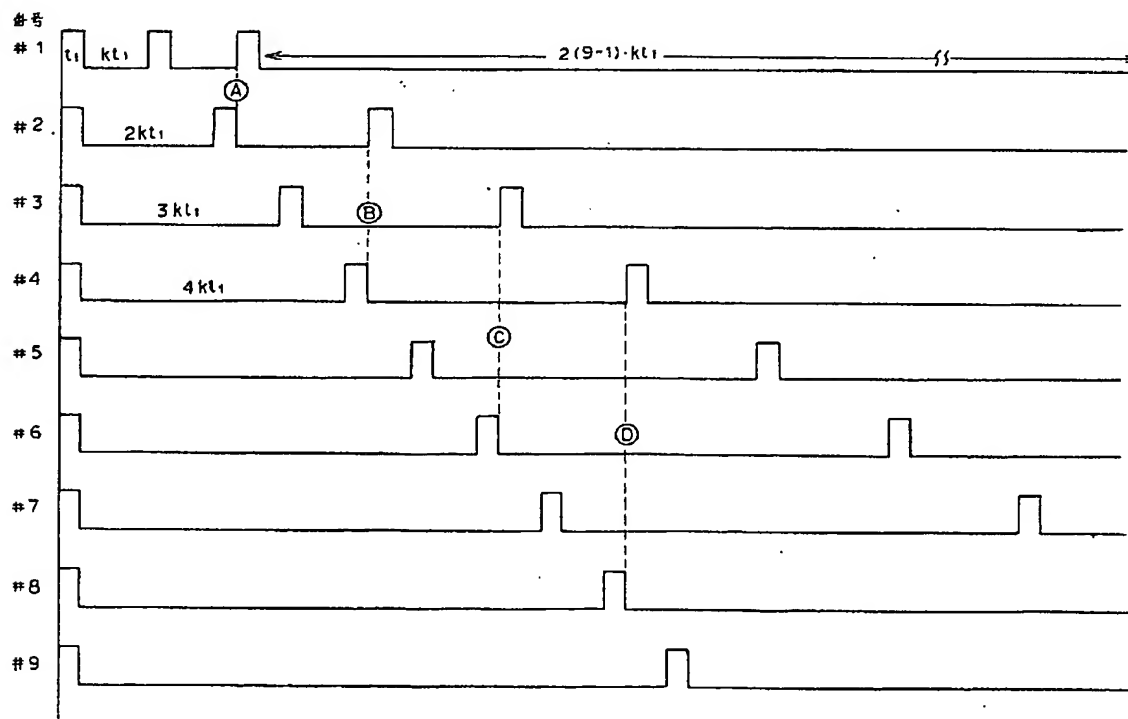 番号
#1 t₁ kt₁ 2(9-1)·kt₁
Ⓐ
#2 2kt₁
#3 3kt₁ Ⓑ
#4 4kt₁
#5 Ⓒ
#6 Ⓓ
#7
#8
#9